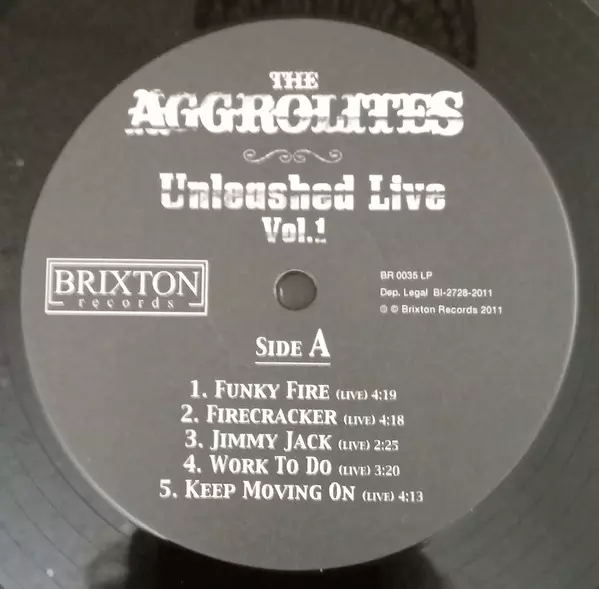 THE
AGGROLITES
Unleashed Live
Vol.1
BRIXTON
records
BR 0035 LP
Dep. Legal BI-2728-2011
℗ © Brixton Records 2011
SIDE A
1. FUNKY FIRE (LIVE) 4:19
2. FIRECRACKER (LIVE) 4:18
3. JIMMY JACK (LIVE) 2:25
4. WORK TO DO (LIVE) 3:20
5. KEEP MOVING ON (LIVE) 4:13